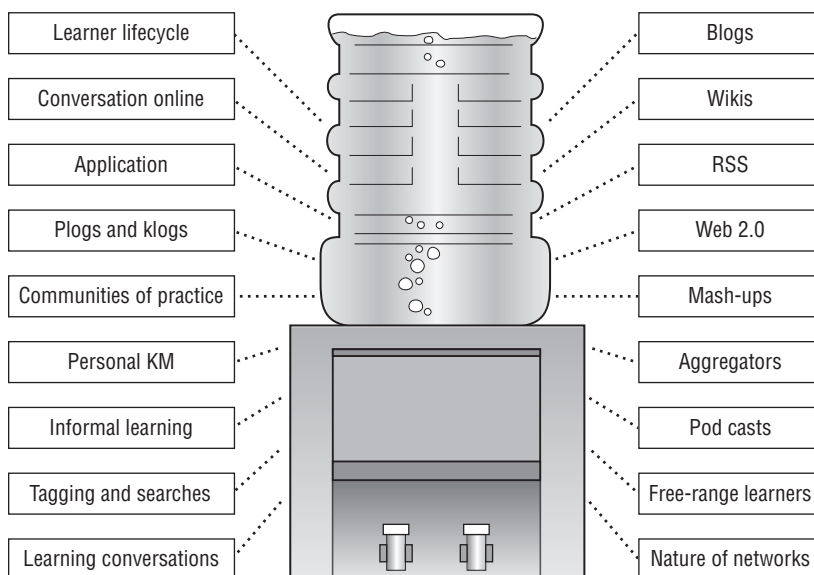 Learner lifecycle
Conversation online
Application
Plogs and klogs
Communities of practice
Personal KM
Informal learning
Tagging and searches
Learning conversations
Blogs
Wikis
RSS
Web 2.0
Mash-ups
Aggregators
Pod casts
Free-range learners
Nature of networks